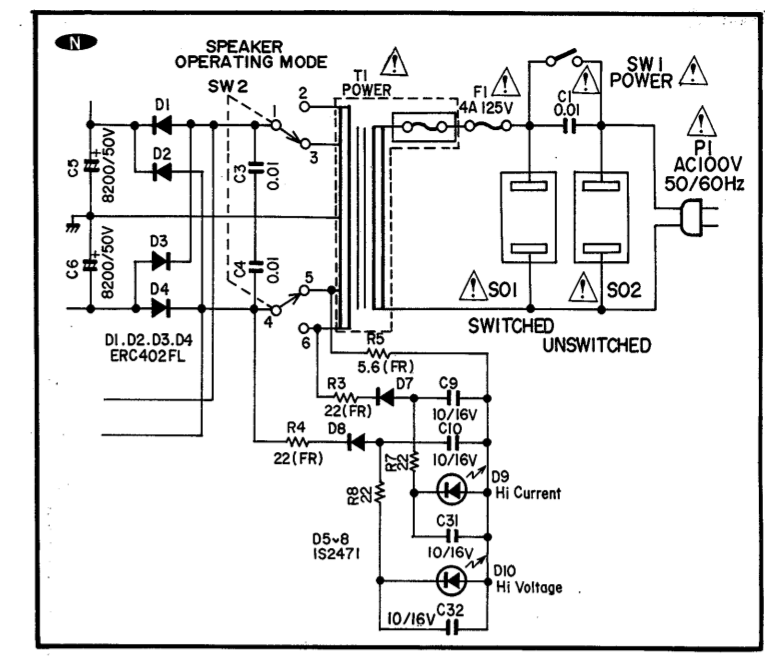 N
SPEAKER
OPERATING MODE
SW2
T1
POWER
F1
4A 125V
SW1
POWER
C1
0.01
P1
AC100V
50/60Hz
D1
D2
D3
D4
C5
8200/50V
C6
8200/50V
C3
0.01
C4
0.01
1
2
3
4
5
6
D1.D2.D3.D4
ERC402FL
SO1
SWITCHED
SO2
UNSWITCHED
R5
5.6(FR)
R3
22(FR)
D7
C9
10/16V
R4
22(FR)
D8
C10
10/16V
R7
22
R8
22
D9
Hi Current
C31
10/16V
D5~8
1S2471
D10
Hi Voltage
10/16V
C32